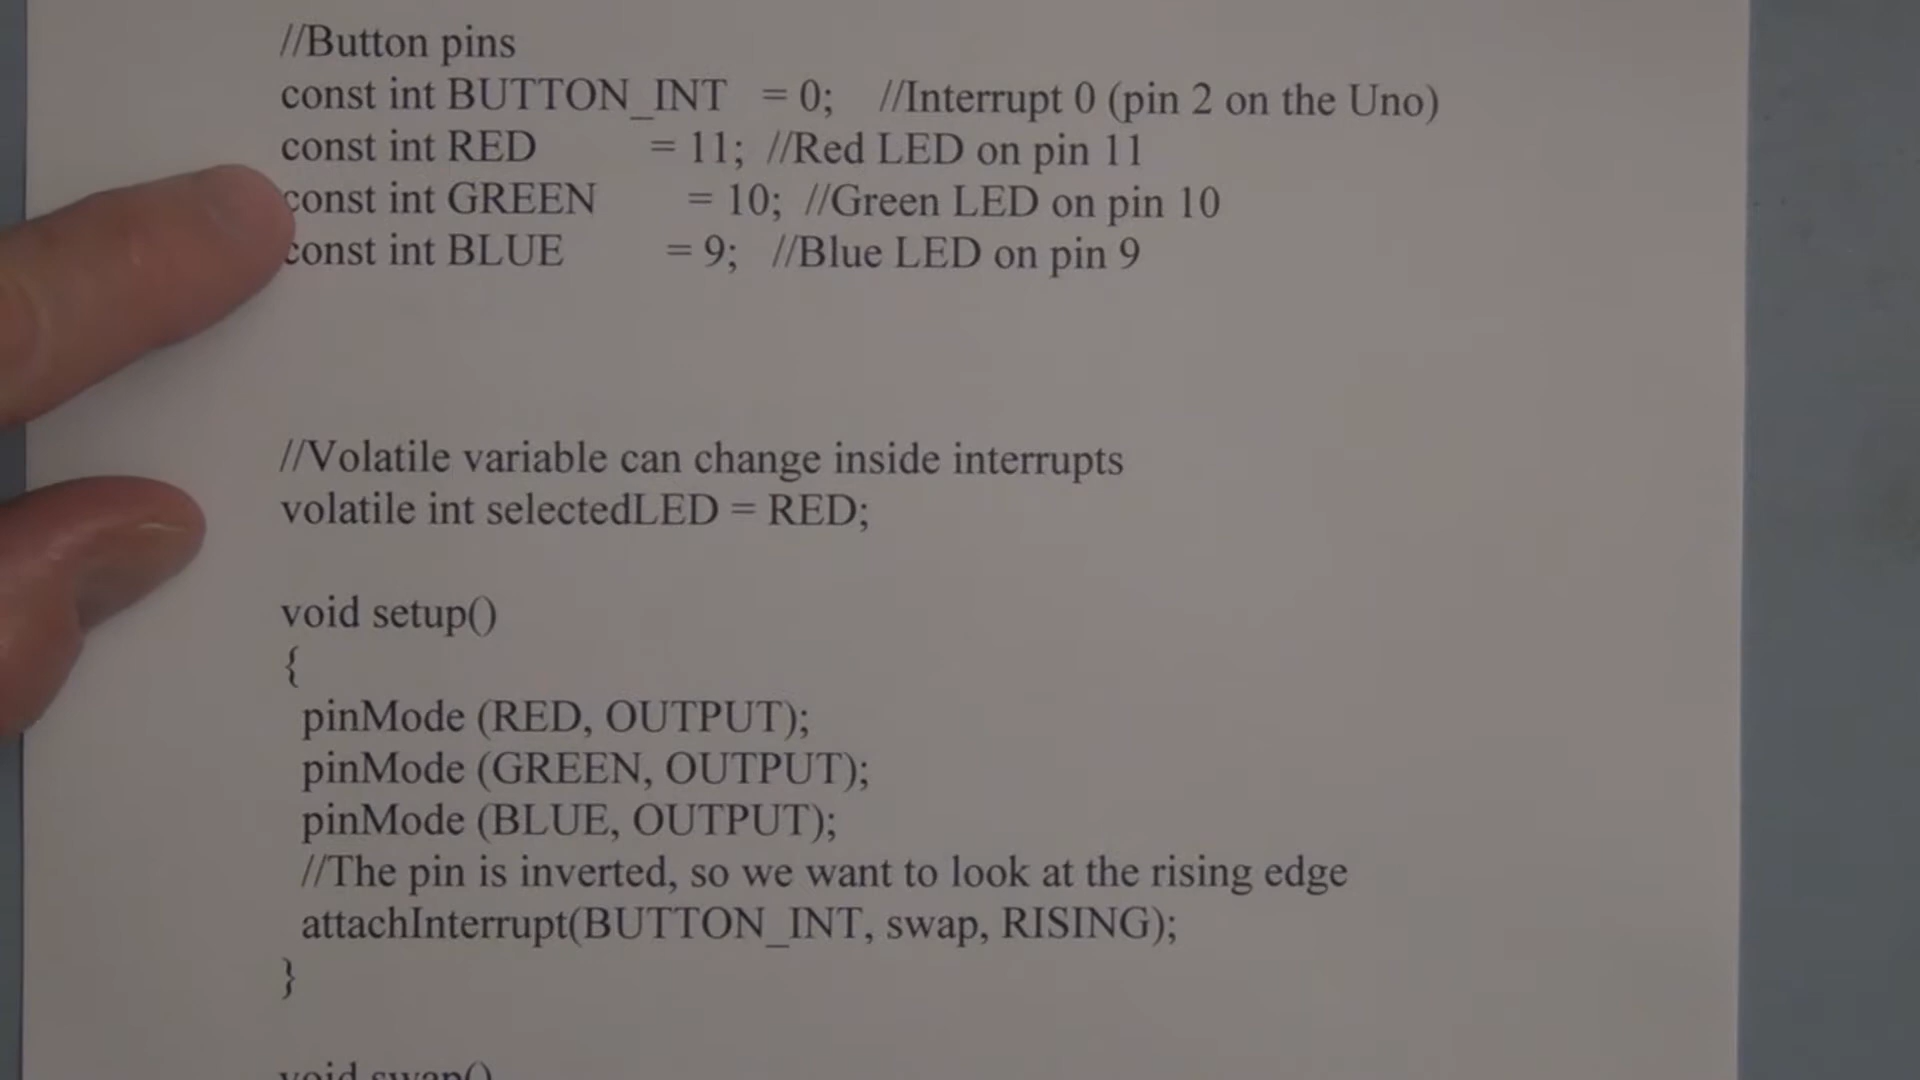 //Button pins
const int BUTTON_INT = 0; //Interrupt 0 (pin 2 on the Uno)
const int RED = 11; //Red LED on pin 11
const int GREEN = 10; //Green LED on pin 10
const int BLUE = 9; //Blue LED on pin 9
//Volatile variable can change inside interrupts
volatile int selectedLED = RED;
void setup()
{
pinMode (RED, OUTPUT);
pinMode (GREEN, OUTPUT);
pinMode (BLUE, OUTPUT);
//The pin is inverted, so we want to look at the rising edge
attachInterrupt(BUTTON_INT, swap, RISING);
}
void swap()